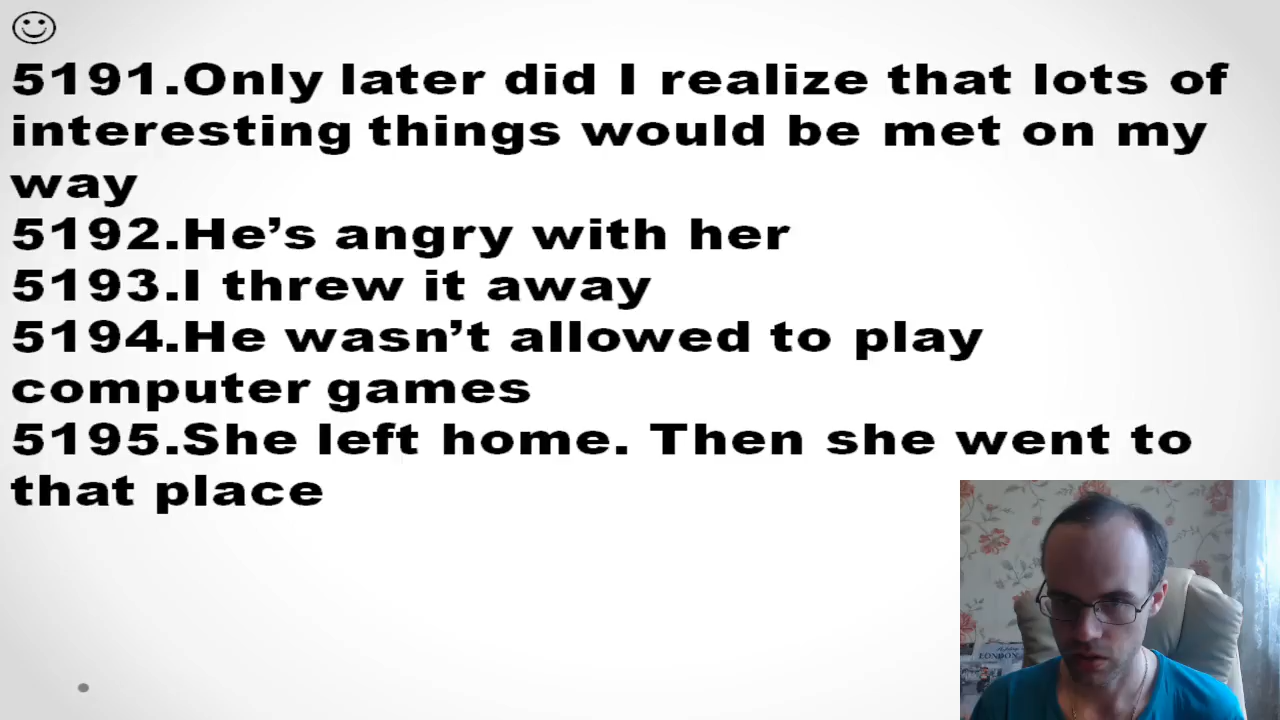 5191.Only later did I realize that lots of
interesting things would be met on my
way
5192.He’s angry with her
5193.I threw it away
5194.He wasn’t allowed to play
computer games
5195.She left home. Then she went to
that place
LONDON